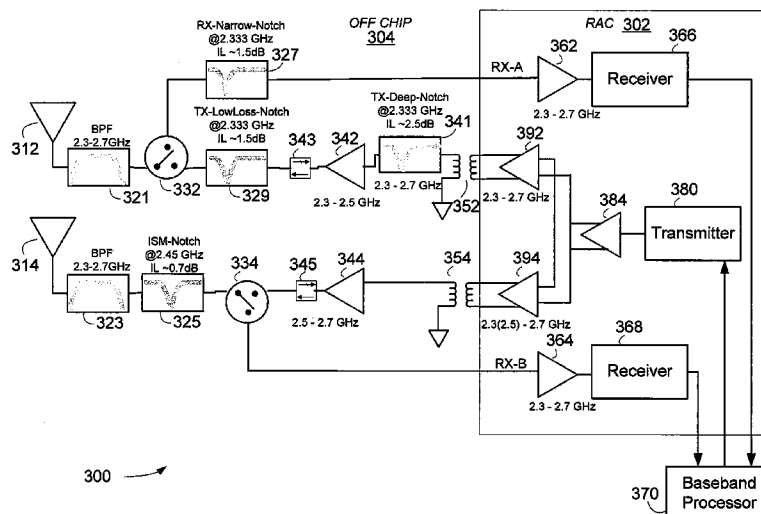 RX-Narrow-Notch
@2.333 GHz
IL ~1.5dB
327
OFF CHIP
304
RAC 302
362
366
RX-A
Receiver
2.3 - 2.7 GHz
312
BPF
2.3-2.7GHz
321
332
TX-LowLoss-Notch
@2.333 GHz
IL ~1.5dB
329
343
342
2.3 - 2.5 GHz
TX-Deep-Notch
@2.333 GHz
IL ~2.5dB
341
2.3 - 2.7 GHz
352
392
2.3 - 2.7 GHz
384
380
Transmitter
314
BPF
2.3-2.7GHz
323
ISM-Notch
@2.45 GHz
IL ~0.7dB
325
334
345
344
2.5 - 2.7 GHz
354
394
2.3(2.5) - 2.7 GHz
364
368
RX-B
Receiver
2.3 - 2.7 GHz
300
370
Baseband
Processor